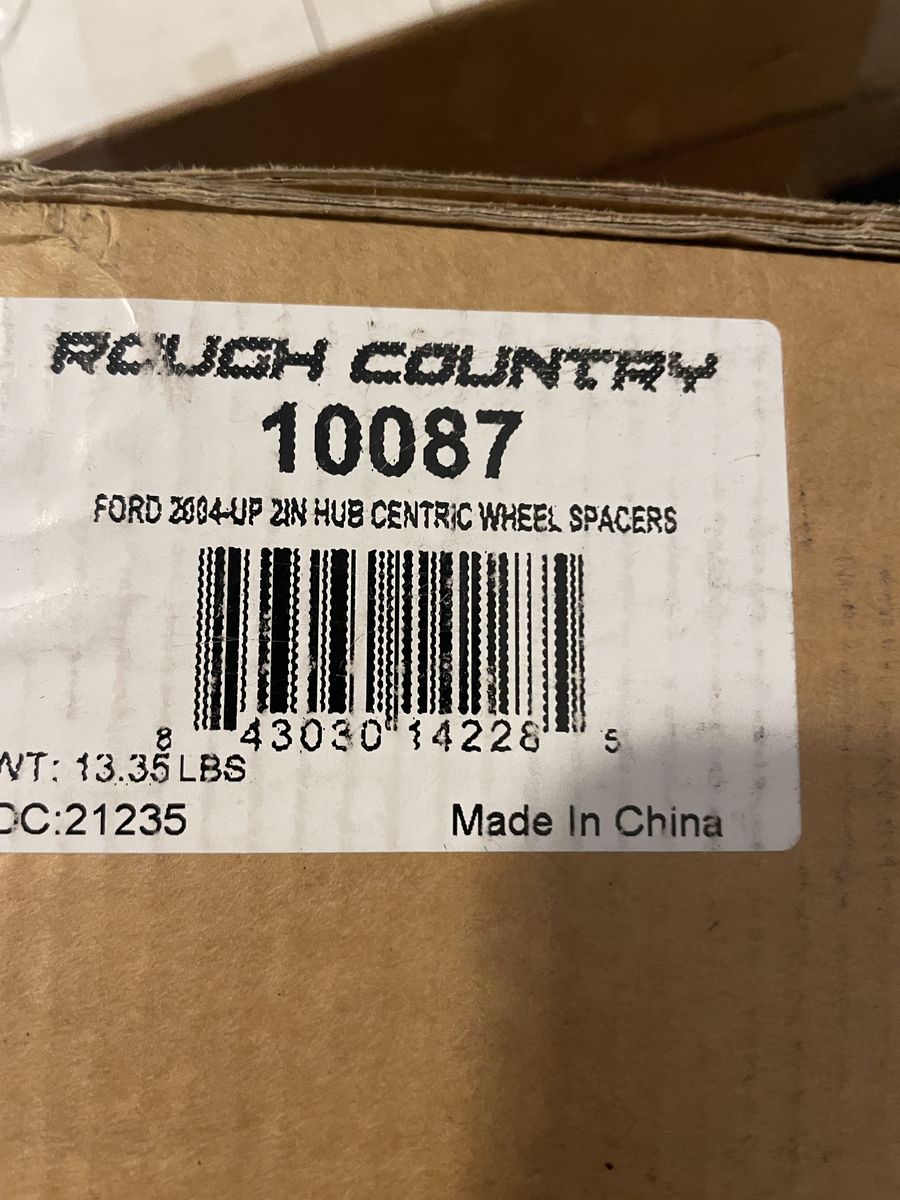 ROUGH COUNTRY
10087
FORD 2004-UP 2IN HUB CENTRIC WHEEL SPACERS
8 43030 14228 5
WT: 13.35 LBS
DC:21235
Made In China